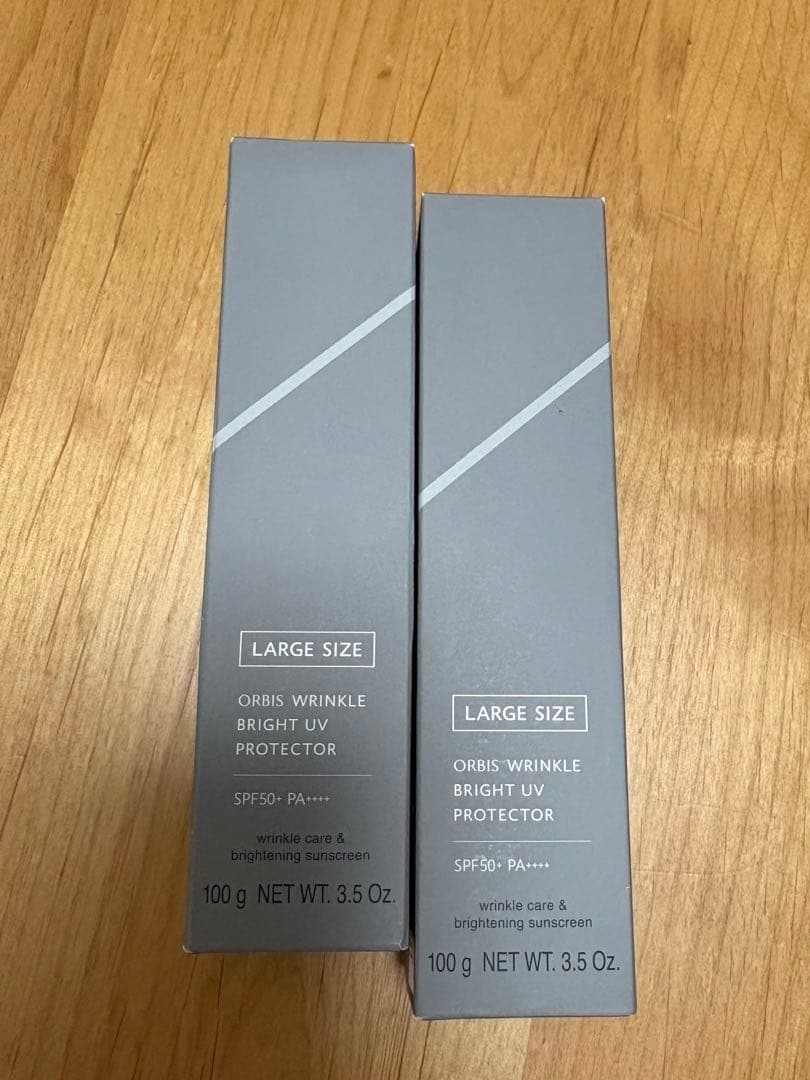 LARGE SIZE
ORBIS WRINKLE
BRIGHT UV
PROTECTOR
SPF50+ PA++++
wrinkle care &
brightening sunscreen
100 g NET WT. 3.5 Oz.
LARGE SIZE
ORBIS WRINKLE
BRIGHT UV
PROTECTOR
SPF50+ PA++++
wrinkle care &
brightening sunscreen
100 g NET WT. 3.5 Oz.